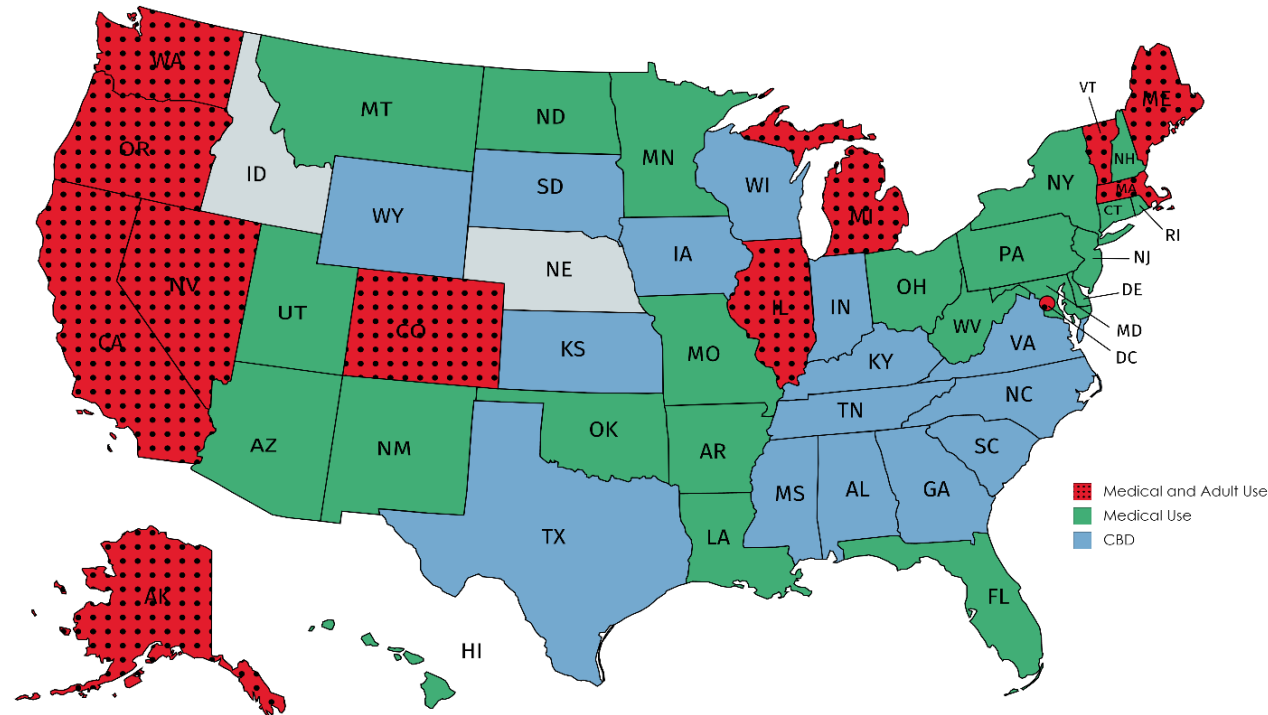 WA
OR
CA
NV
ID
MT
WY
UT
CO
AZ
NM
ND
SD
NE
KS
OK
TX
MN
IA
MO
AR
LA
WI
IL
MI
IN
OH
KY
TN
MS
AL
GA
FL
SC
NC
VA
WV
PA
NY
VT
NH
ME
MA
CT
RI
NJ
DE
MD
DC
AK
HI
Medical and Adult Use
Medical Use
CBD